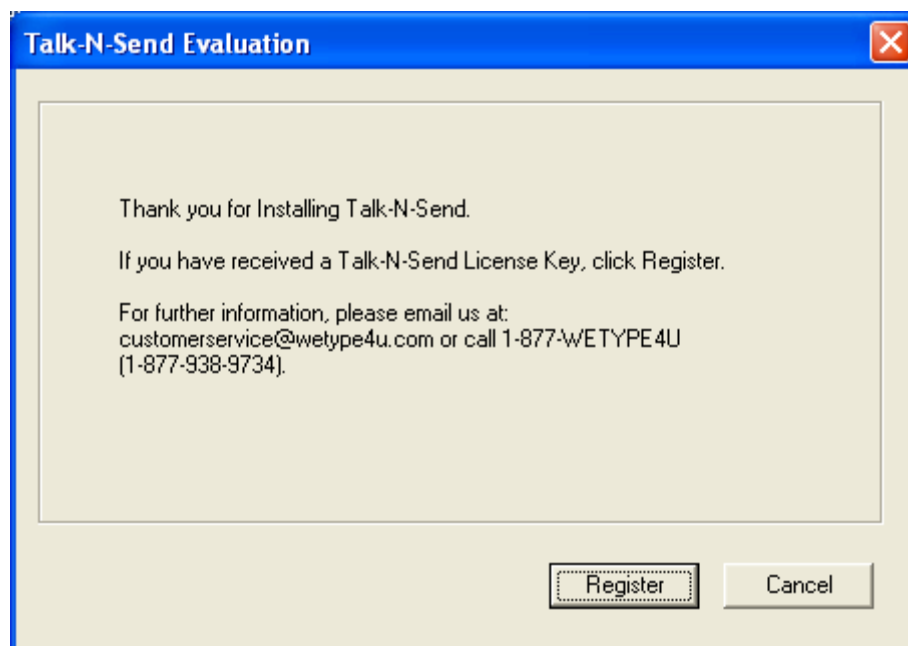 Talk-N-Send Evaluation
Thank you for Installing Talk-N-Send.
If you have received a Talk-N-Send License Key, click Register.
For further information, please email us at:
customerservice@wetype4u.com or call 1-877-WETYPE4U
(1-877-938-9734).
Register
Cancel